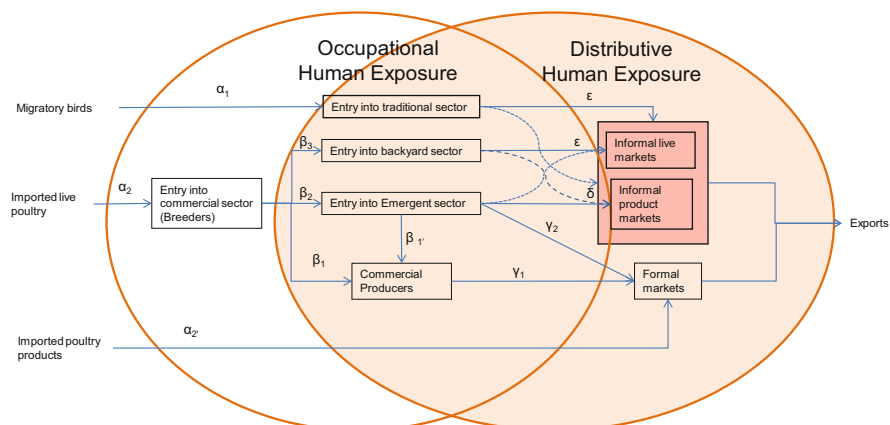 Occupational
Human Exposure
Distributive
Human Exposure
Migratory birds
α1
Entry into traditional sector
ε
β3
Entry into backyard sector
ε
Informal live
markets
Imported live
poultry
α2
Entry into
commercial sector
(Breeders)
β2
Entry into Emergent sector
δ
Informal
product
markets
γ2
Exports
β 1'
β1
Commercial
Producers
γ1
Formal
markets
Imported poultry
products
α2'